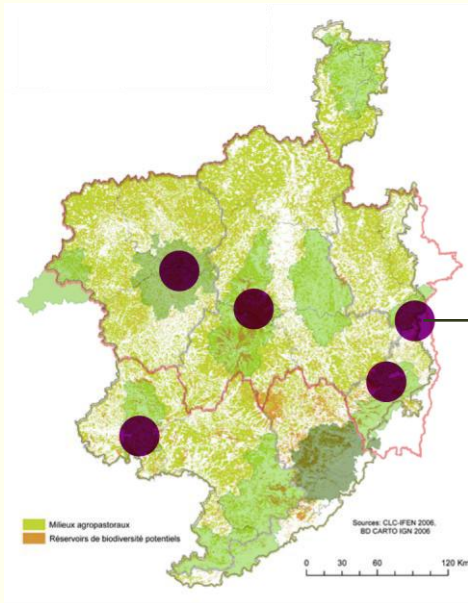 Milieux agropastoraux
Réservoirs de biodiversité potentiels
Sources: CLC-IFEN 2006,
BD CARTO IGN 2006
0 30 60 120 Km